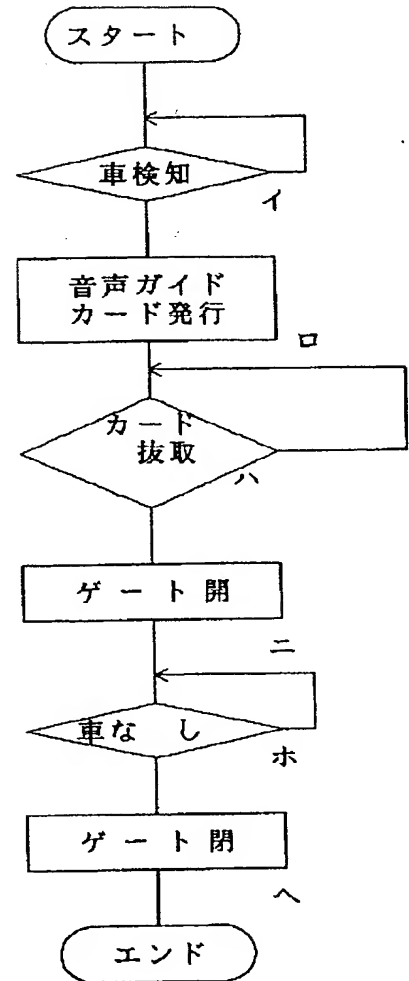 スタート
車検知
イ
音声ガイド
カード発行
ロ
カード
抜取
ハ
ゲート開
ニ
車なし
ホ
ゲート閉
ヘ
エンド